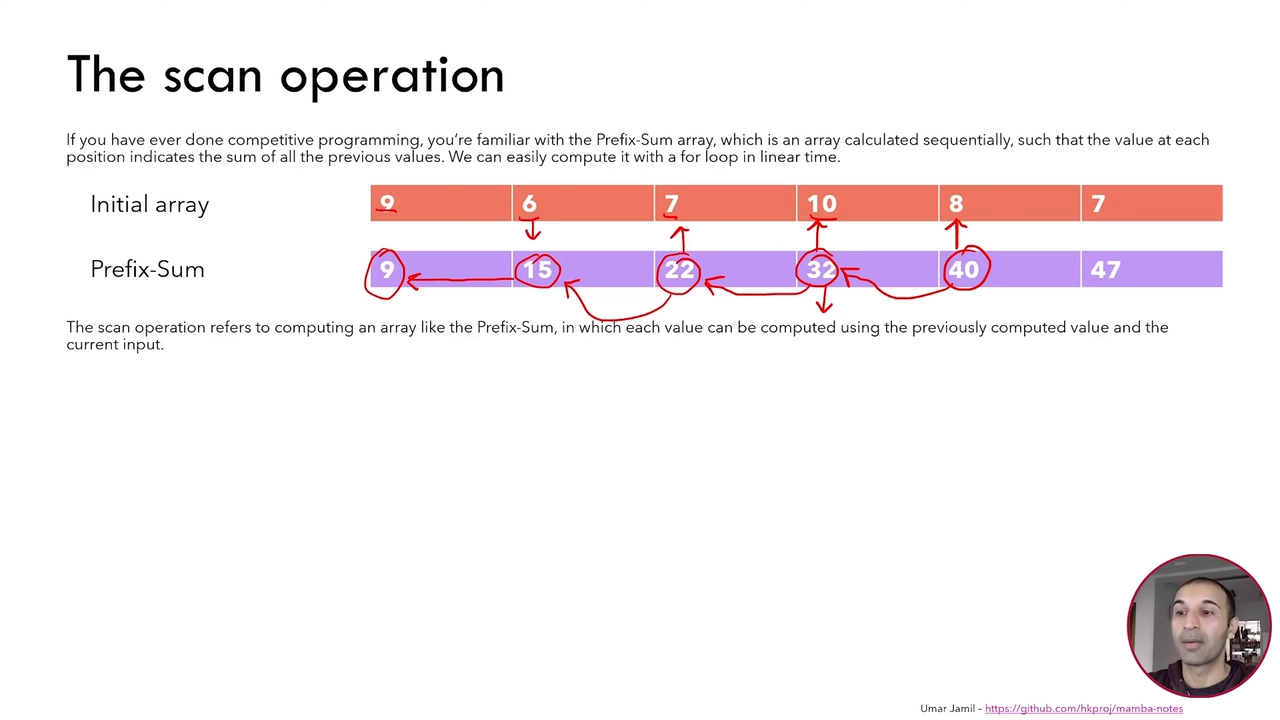 The scan operation
If you have ever done competitive programming, you’re familiar with the Prefix-Sum array, which is an array calculated sequentially, such that the value at each
position indicates the sum of all the previous values. We can easily compute it with a for loop in linear time.
Initial array 9 6 7 10 8 7
Prefix-Sum 9 15 22 32 40 47
The scan operation refers to computing an array like the Prefix-Sum, in which each value can be computed using the previously computed value and the
current input.
Umar Jamil – https://github.com/hkproj/mamba-notes